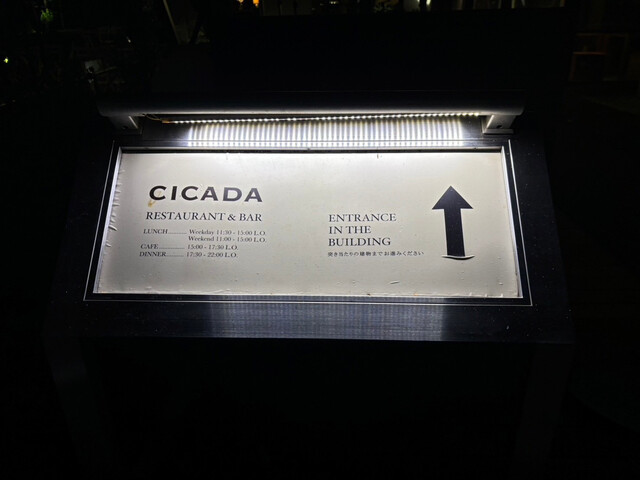 CICADA
RESTAURANT & BAR
LUNCH.......... Weekday 11:30 - 15:00 L.O.
Weekend 11:00 - 15:00 L.O.
CAFE.............. 15:00 - 17:30 L.O.
DINNER......... 17:30 - 22:00 L.O.
ENTRANCE
IN THE
BUILDING
突き当たりの建物までお進みください